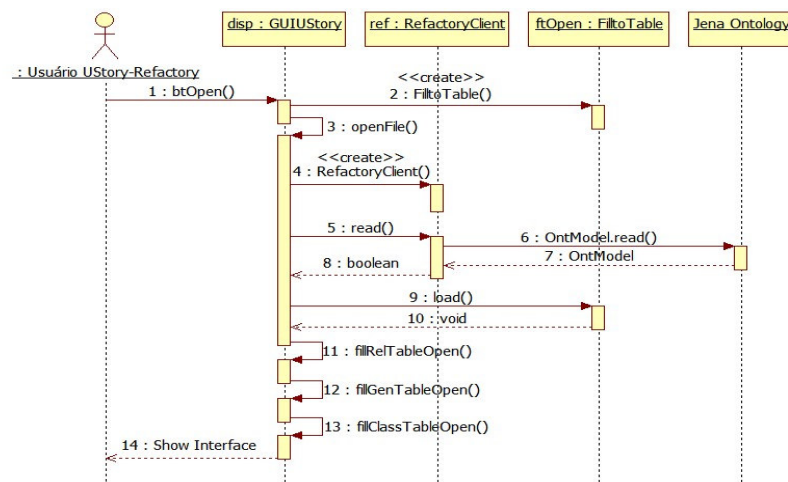 disp : GUIUStory
ref : RefactoryClient
ftOpen : FilltoTable
Jena Ontology
: Usuário UStory-Refactory
<<create>>
1 : btOpen()
2 : FilltoTable()
3 : openFile()
<<create>>
4 : RefactoryClient()
5 : read()
6 : OntModel.read()
7 : OntModel
8 : boolean
9 : load()
10 : void
11 : fillRelTableOpen()
12 : fillGenTableOpen()
13 : fillClassTableOpen()
14 : Show Interface